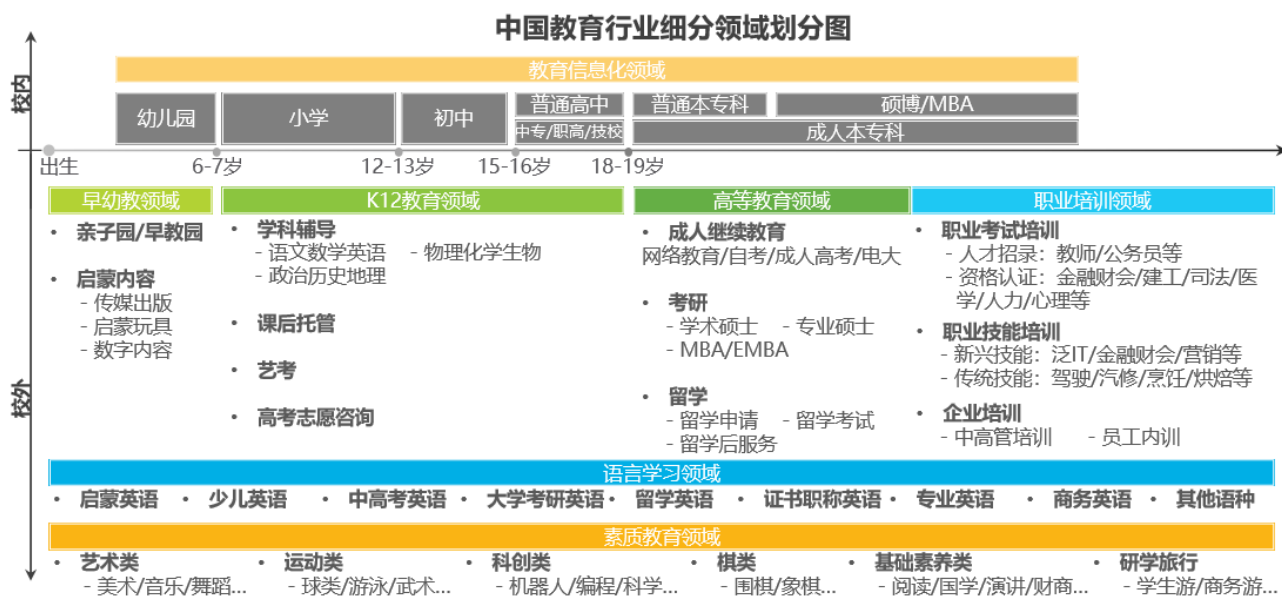 中国教育行业细分领域划分图
校内
教育信息化领域
幼儿园
小学
初中
普通高中
中专/职高/技校
普通本专科
硕博/MBA
成人本专科
出生
6-7岁
12-13岁
15-16岁
18-19岁
校外
早幼教领域
• 亲子园/早教园
• 启蒙内容
- 传媒出版
- 启蒙玩具
- 数字内容
K12教育领域
• 学科辅导
- 语文数学英语 - 物理化学生物
- 政治历史地理
• 课后托管
• 艺考
• 高考志愿咨询
高等教育领域
• 成人继续教育
网络教育/自考/成人高考/电大
• 考研
- 学术硕士 - 专业硕士
- MBA/EMBA
• 留学
- 留学申请 - 留学考试
- 留学后服务
职业培训领域
• 职业考试培训
- 人才招录：教师/公务员等
- 资格认证：金融财会/建工/司法/医
学/人力/心理等
• 职业技能培训
- 新兴技能：泛IT/金融财会/营销等
- 传统技能：驾驶/汽修/烹饪/烘焙等
• 企业培训
- 中高管培训 - 员工内训
语言学习领域
• 启蒙英语 • 少儿英语 • 中高考英语 • 大学考研英语 • 留学英语 • 证书职称英语 • 专业英语 • 商务英语 • 其他语种
素质教育领域
• 艺术类 • 运动类 • 科创类 • 棋类 • 基础素养类 • 研学旅行
- 美术/音乐/舞蹈... - 球类/游泳/武术... - 机器人/编程/科学... - 围棋/象棋... - 阅读/国学/演讲/财商... - 学生游/商务游...